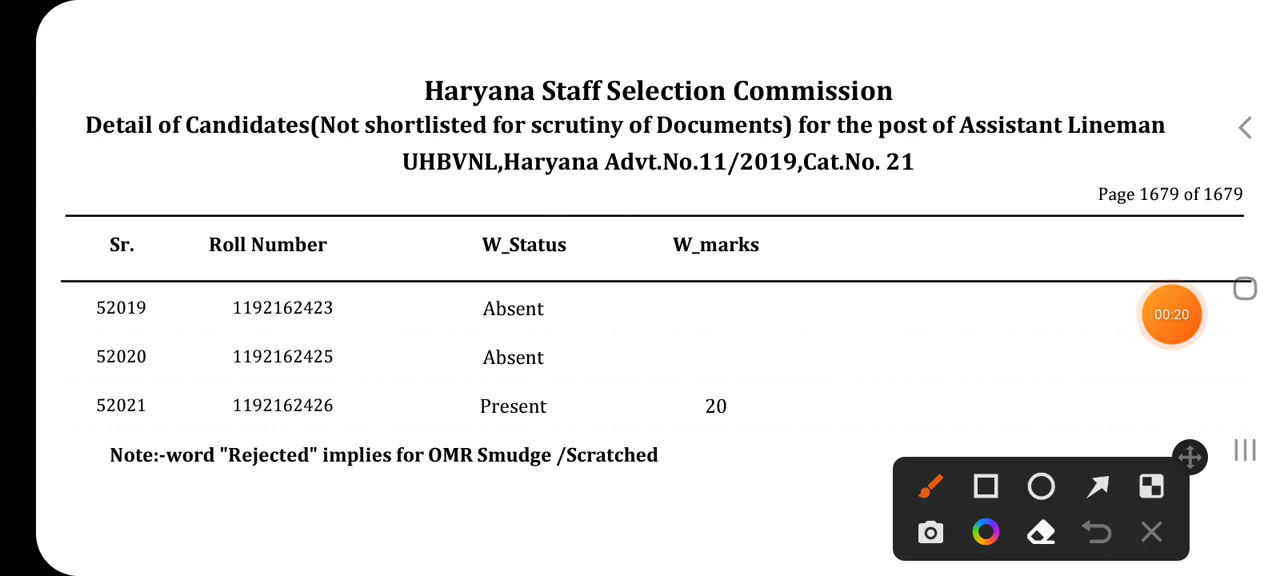 Haryana Staff Selection Commission
Detail of Candidates(Not shortlisted for scrutiny of Documents) for the post of Assistant Lineman
UHBVNL,Haryana Advt.No.11/2019,Cat.No. 21
Page 1679 of 1679
Sr. Roll Number W_Status W_marks
52019 1192162423 Absent
00:20
52020 1192162425 Absent
52021 1192162426 Present 20
Note:-word "Rejected" implies for OMR Smudge /Scratched